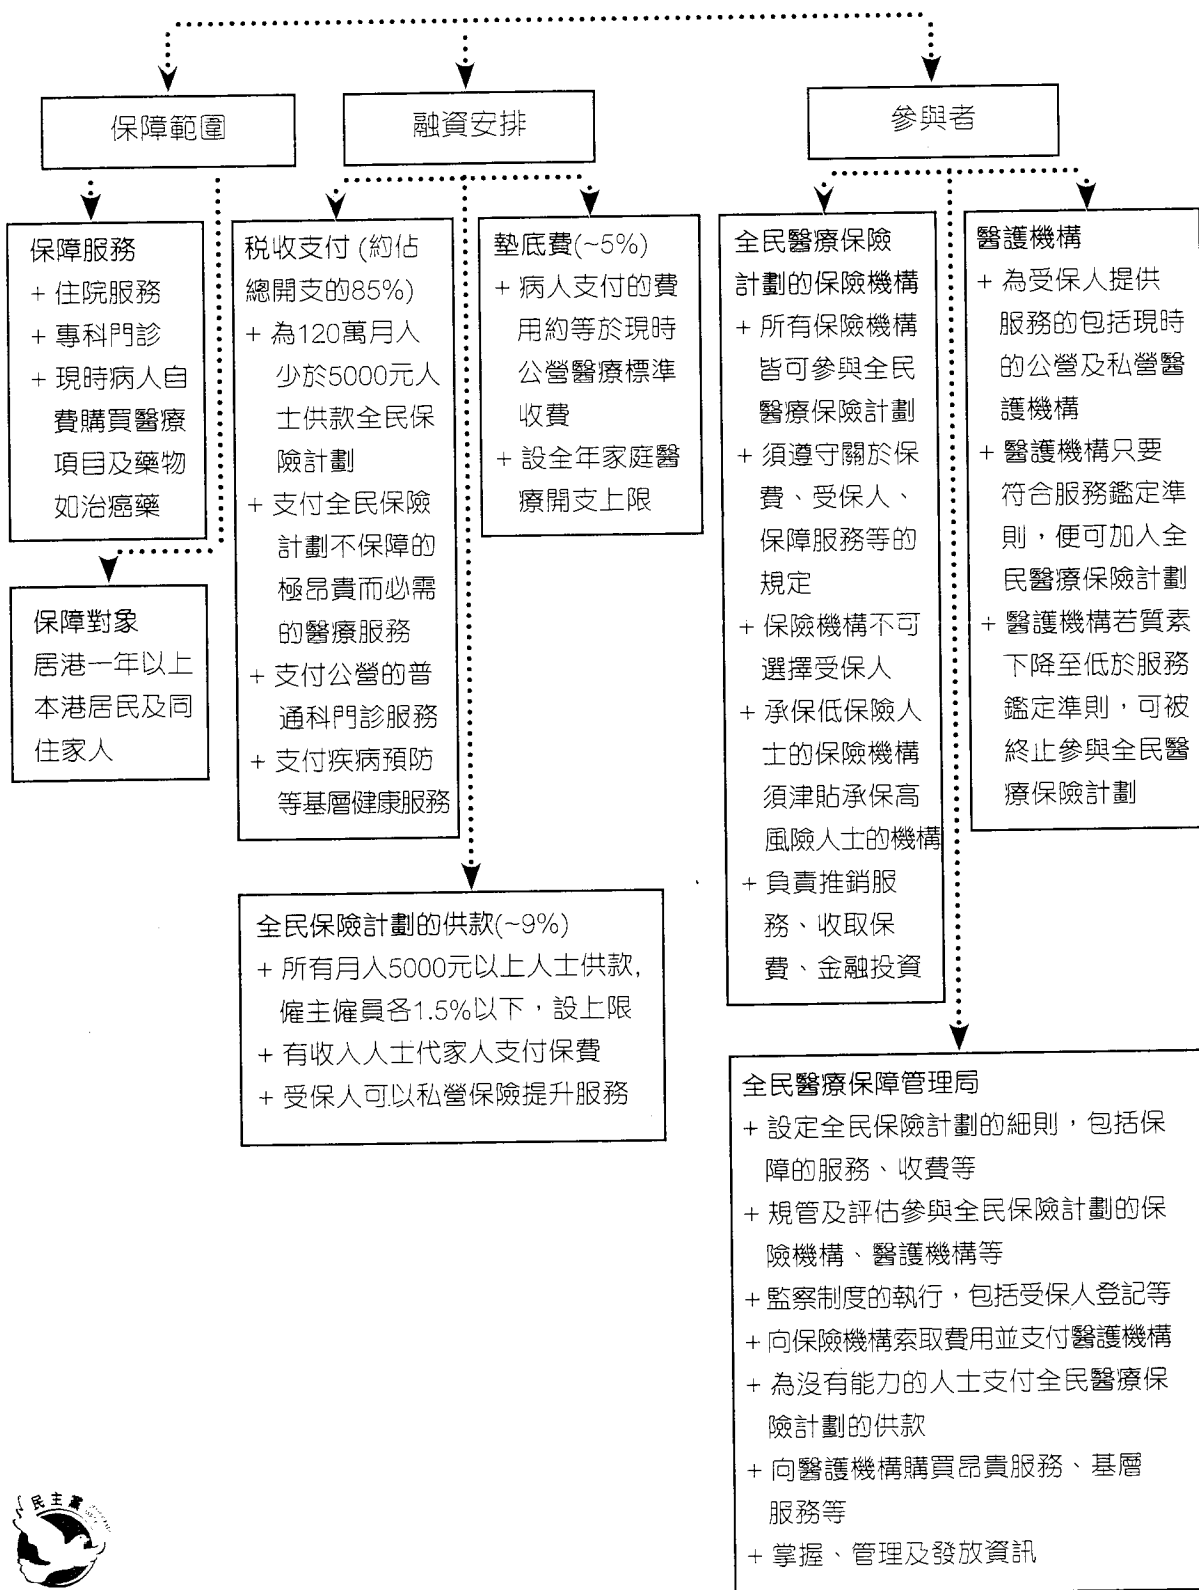 保障範圍
融資安排
參與者
保障服務
+ 住院服務
+ 專科門診
+ 現時病人自
費購買醫療
項目及藥物
如治癌藥
保障對象
居港一年以上
本港居民及同
住家人
税收支付 (約佔
總開支的85%)
+ 為120萬月入
少於5000元人
士供款全民保
險計劃
+ 支付全民保險
計劃不保障的
極昂貴而必需
的醫療服務
+ 支付公營的普
通科門診服務
+ 支付疾病預防
等基層健康服務
墊底費(~5%)
+ 病人支付的費
用約等於現時
公營醫療標準
收費
+ 設全年家庭醫
療開支上限
全民保險計劃的供款(~9%)
+ 所有月入5000元以上人士供款,
僱主僱員各1.5%以下，設上限
+ 有收入人士代家人支付保費
+ 受保人可以私營保險提升服務
全民醫療保險
計劃的保險機構
+ 所有保險機構
皆可參與全民
醫療保險計劃
+ 須遵守關於保
費、受保人、
保障服務等的
規定
+ 保險機構不可
選擇受保人
+ 承保低保險人
士的保險機構
須津貼承保高
風險人士的機構
+ 負責推銷服
務、收取保
費、金融投資
醫護機構
+ 為受保人提供
服務的包括現時
的公營及私營醫
護機構
+ 醫護機構只要
符合服務鑑定準
則，便可加入全
民醫療保險計劃
+ 醫護機構若質素
下降至低於服務
鑑定準則，可被
終止參與全民醫
療保險計劃
全民醫療保障管理局
+ 設定全民保險計劃的細則，包括保
障的服務、收費等
+ 規管及評估參與全民保險計劃的保
險機構、醫護機構等
+ 監察制度的執行，包括受保人登記等
+ 向保險機構索取費用並支付醫護機構
+ 為沒有能力的人士支付全民醫療保
險計劃的供款
+ 向醫護機構購買昂貴服務、基層
服務等
+ 掌握、管理及發放資訊
民主黨